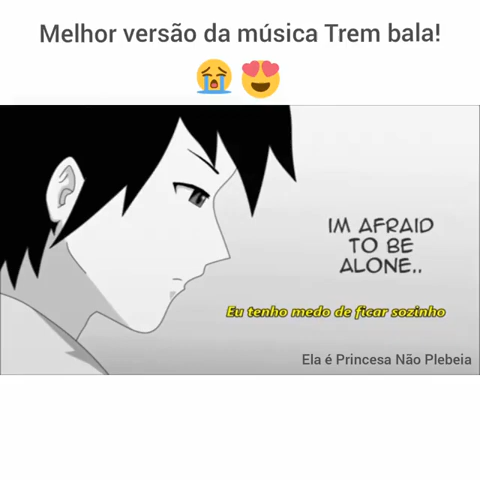 Melhor versão da música Trem bala!
😭😍
IM AFRAID
TO BE
ALONE..
Eu tenho medo de ficar sozinho
Ela é Princesa Não Plebeia